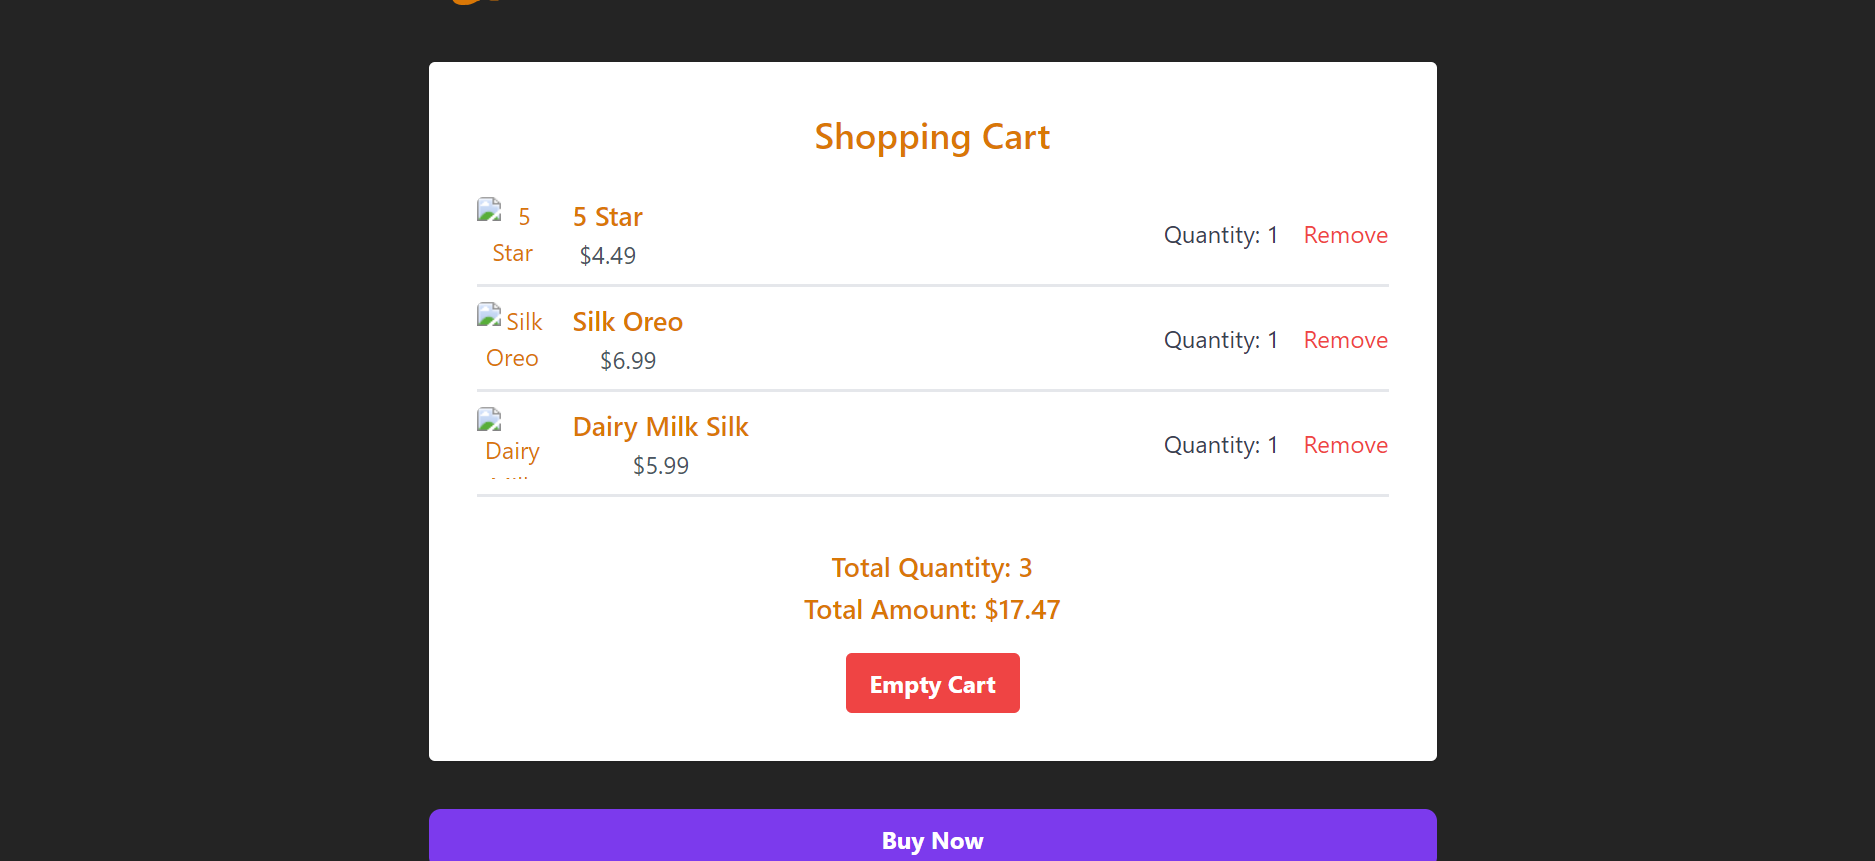 Shopping Cart
5
Star
5 Star
$4.49
Quantity: 1 Remove
Silk
Oreo
Silk Oreo
$6.99
Quantity: 1 Remove
Dairy
Dairy Milk Silk
$5.99
Quantity: 1 Remove
Total Quantity: 3
Total Amount: $17.47
Empty Cart
Buy Now